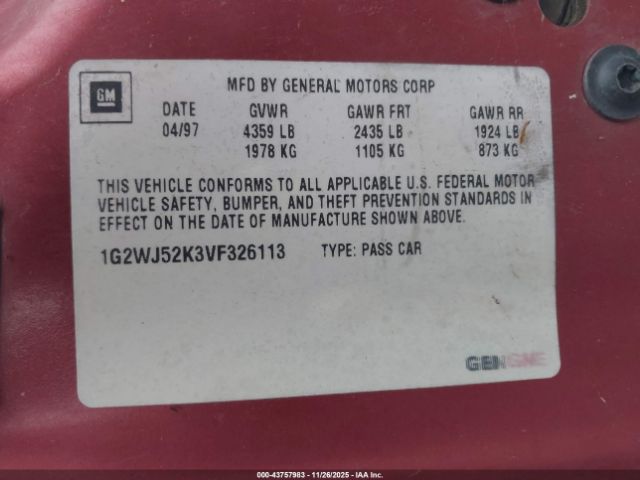 GM
MFD BY GENERAL MOTORS CORP
DATE GVWR GAWR FRT GAWR RR
04/97 4359 LB 2435 LB 1924 LB
1978 KG 1105 KG 873 KG
THIS VEHICLE CONFORMS TO ALL APPLICABLE U.S. FEDERAL MOTOR
VEHICLE SAFETY, BUMPER, AND THEFT PREVENTION STANDARDS IN
EFFECT ON THE DATE OF MANUFACTURE SHOWN ABOVE.
1G2WJ52K3VF326113 TYPE: PASS CAR
000-43757983 - 11/26/2025 - IAA Inc.